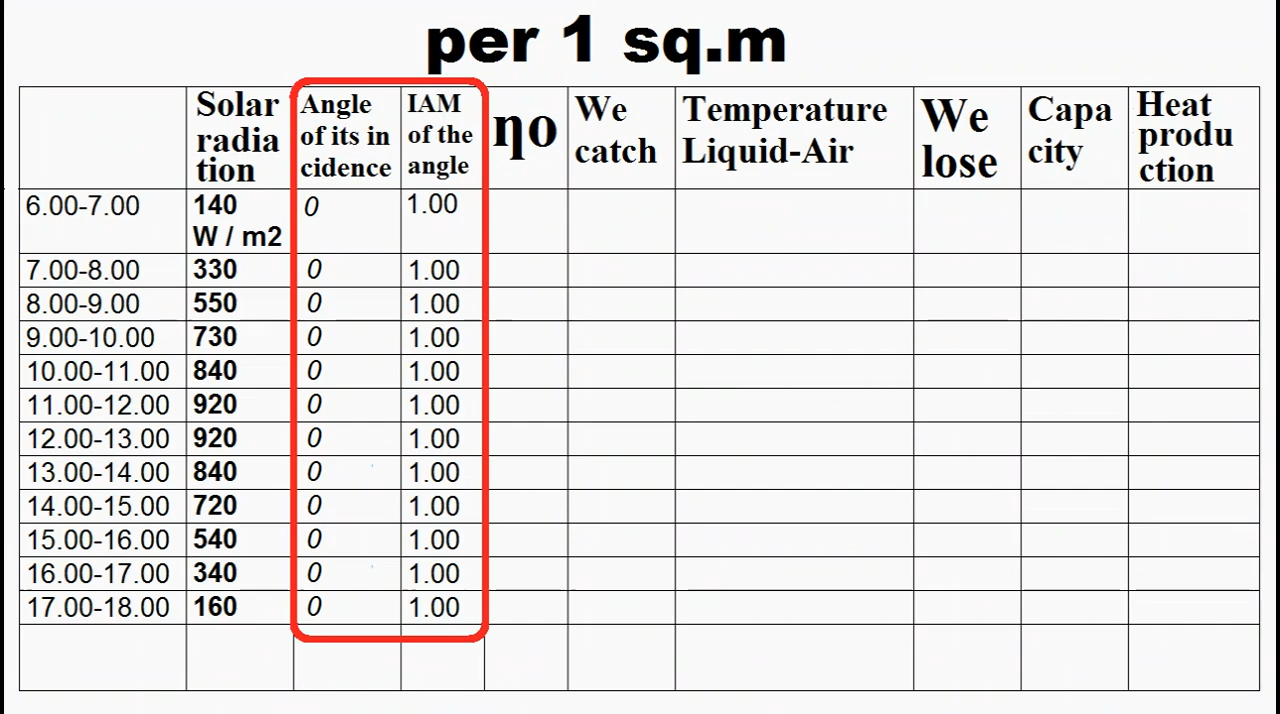 per 1 sq.m
Solar radia tion
Angle of its in cidence
IAM of the angle
ηo
We catch
Temperature Liquid-Air
We lose
Capa city
Heat produ ction
6.00-7.00 140 W / m2 0 1.00
7.00-8.00 330 0 1.00
8.00-9.00 550 0 1.00
9.00-10.00 730 0 1.00
10.00-11.00 840 0 1.00
11.00-12.00 920 0 1.00
12.00-13.00 920 0 1.00
13.00-14.00 840 0 1.00
14.00-15.00 720 0 1.00
15.00-16.00 540 0 1.00
16.00-17.00 340 0 1.00
17.00-18.00 160 0 1.00